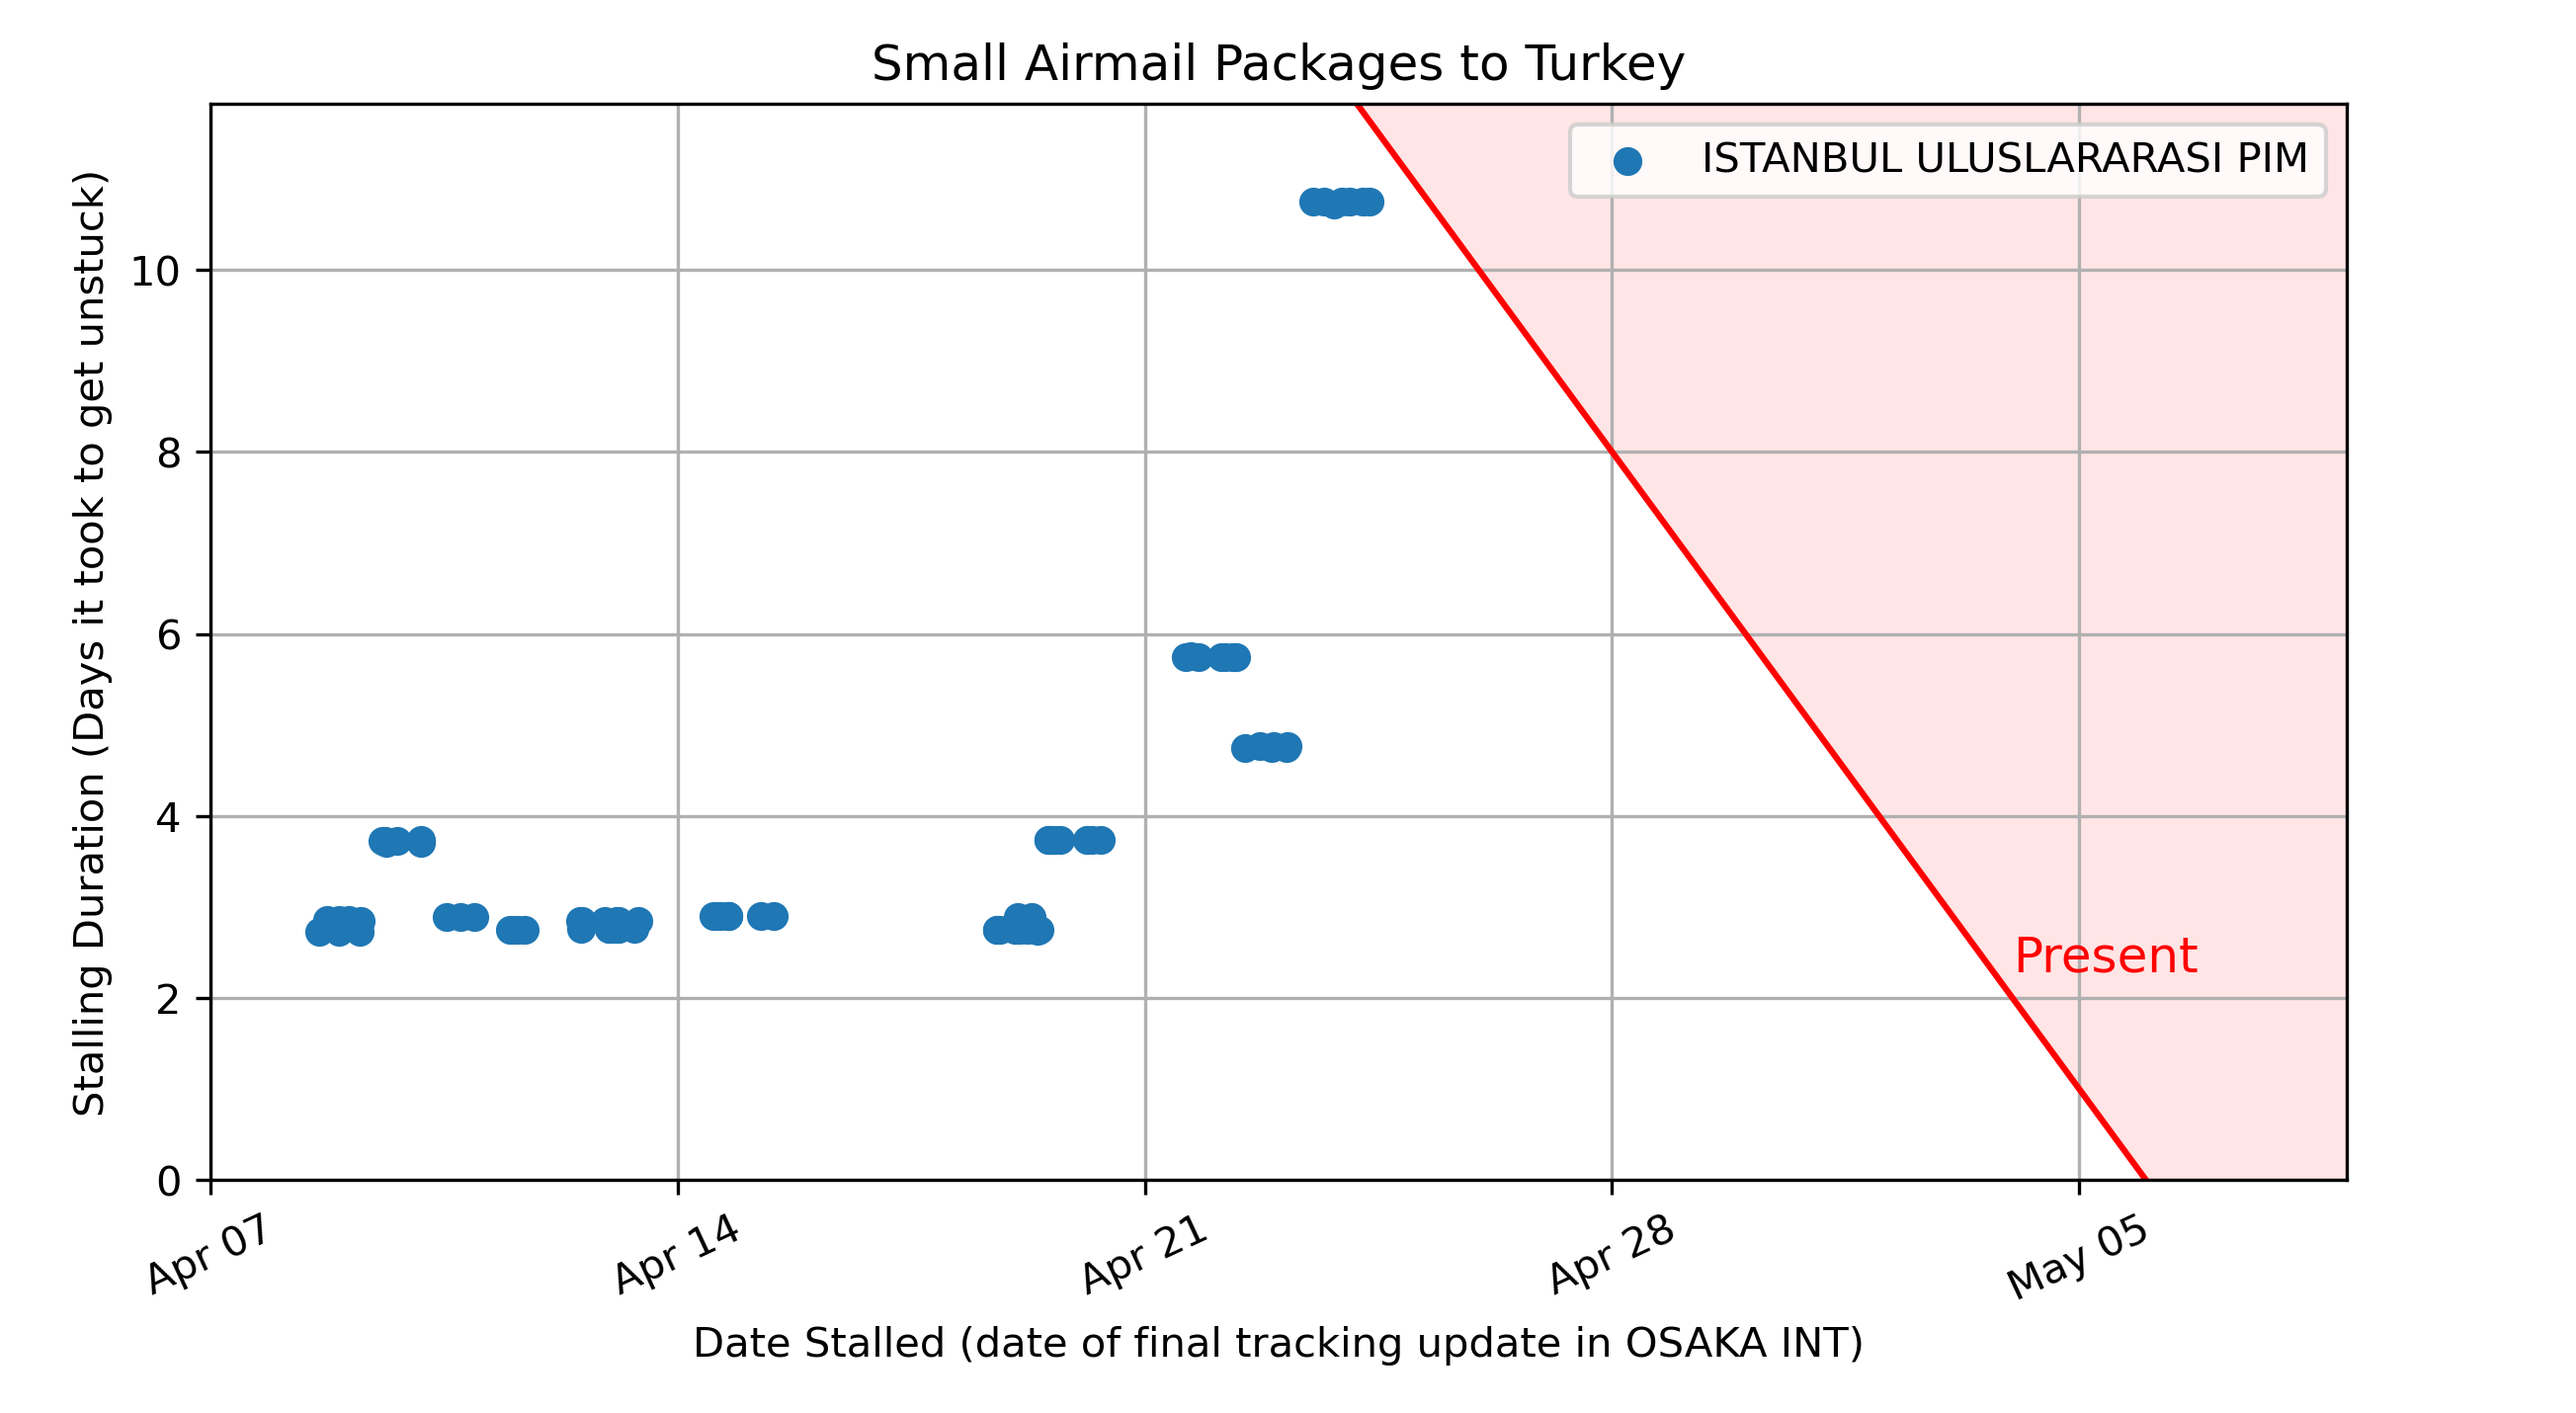 Small Airmail Packages to Turkey
ISTANBUL ULUSLARARASI PIM
Stalling Duration (Days it took to get unstuck)
10
8
6
4
2
0
Present
Apr 07
Apr 14
Apr 21
Apr 28
May 05
Date Stalled (date of final tracking update in OSAKA INT)